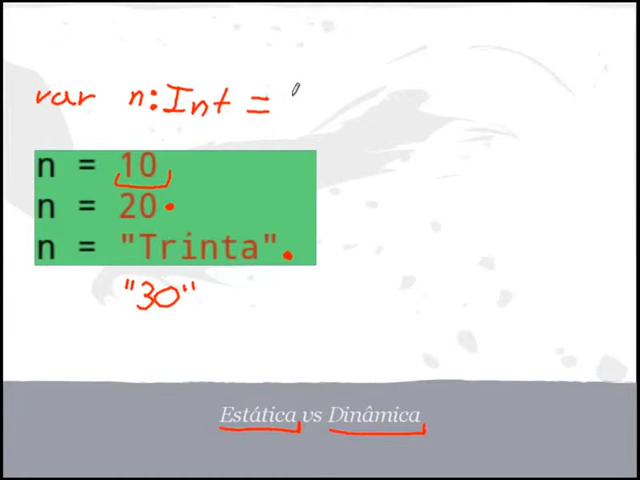 var n:Int =
n = 10
n = 20
n = "Trinta"
"30"
Estática vs Dinâmica